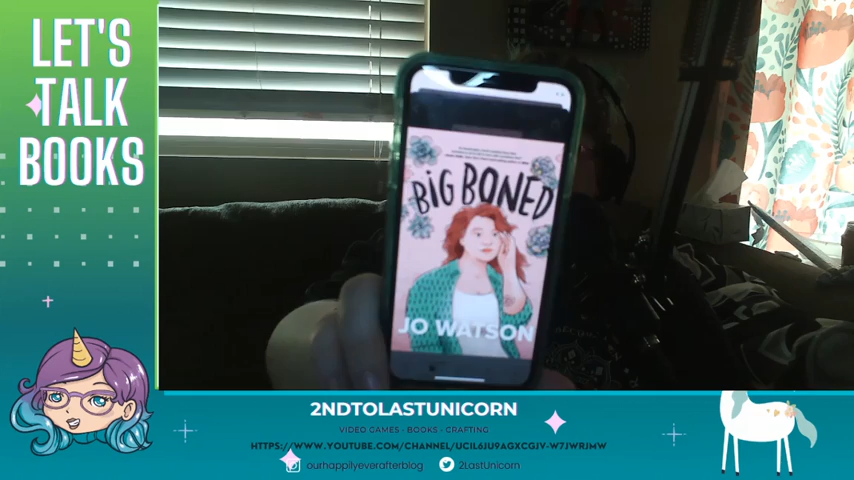 LET'S
TALK
BOOKS
BIG BONED
JO WATSON
2NDTOLASTUNICORN
VIDEO GAMES • BOOKS • CRAFTING
ourhappilyeverafterblog
2LastUnicorn